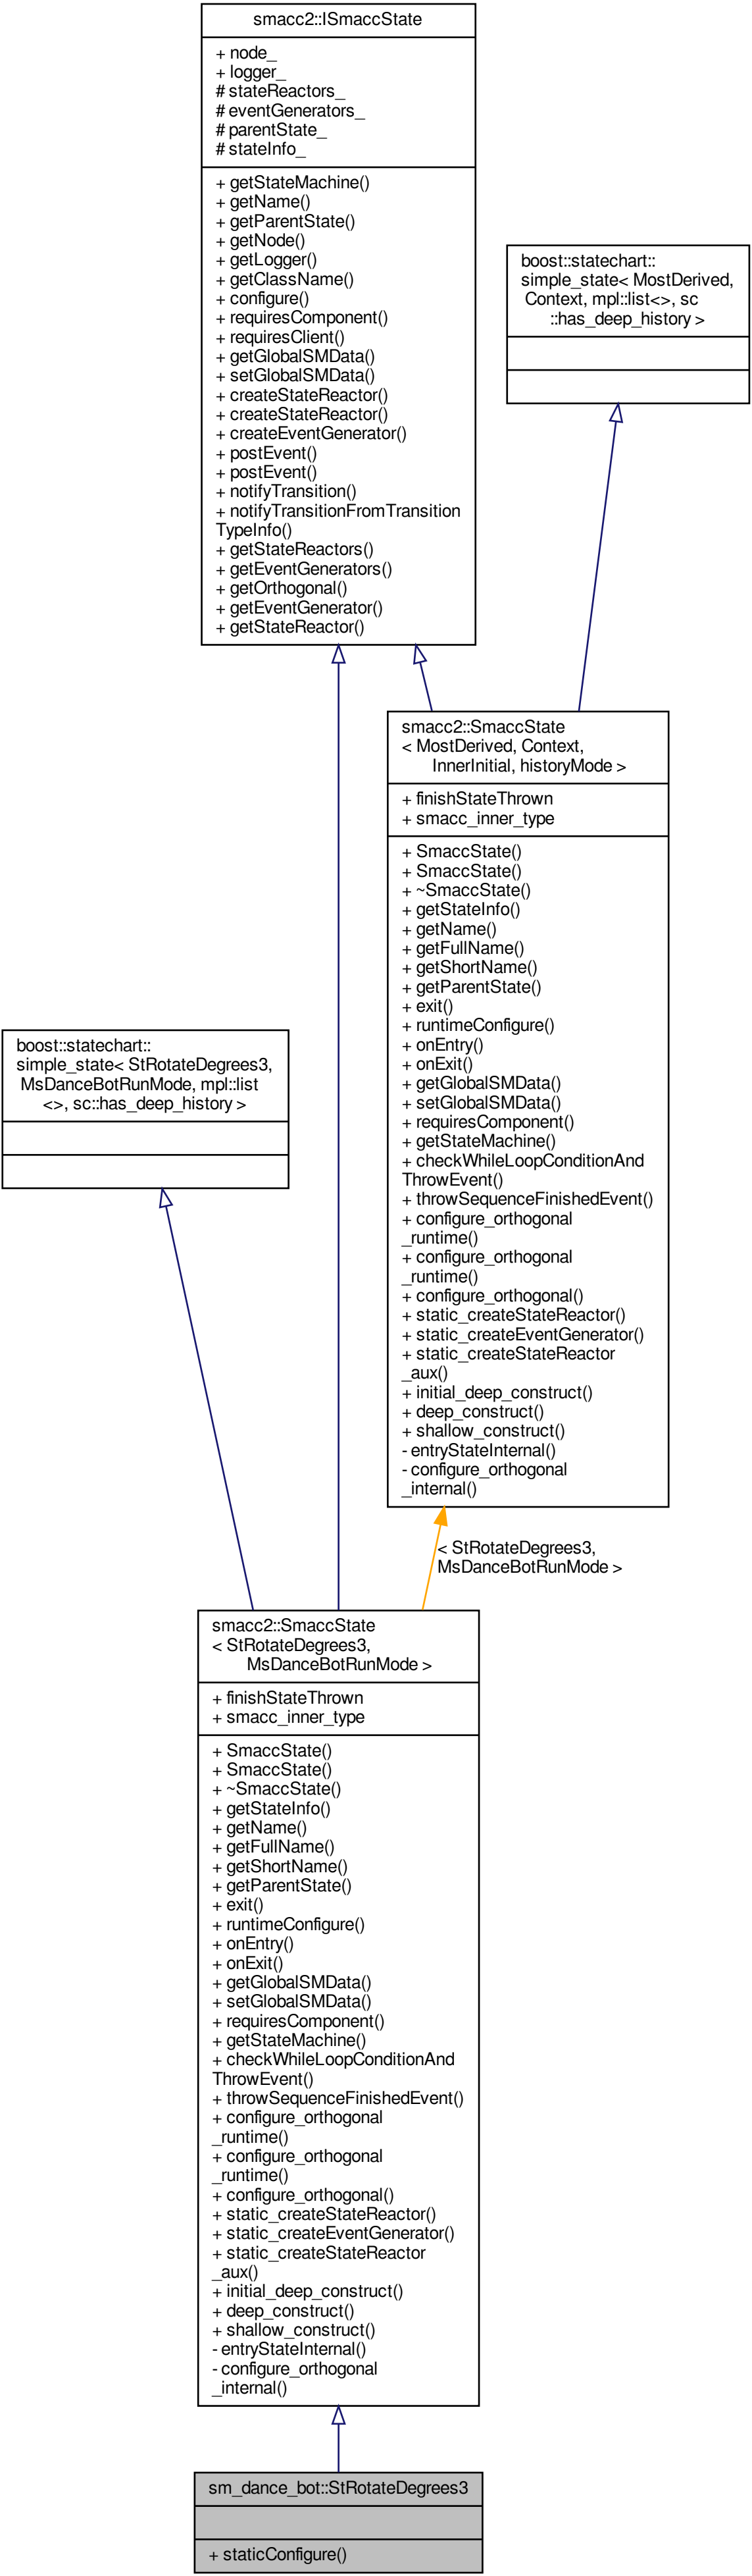 smacc2::ISmaccState
+ node_
+ logger_
# stateReactors_
# eventGenerators_
# parentState_
# stateInfo_
+ getStateMachine()
+ getName()
+ getParentState()
+ getNode()
+ getLogger()
+ getClassName()
+ configure()
+ requiresComponent()
+ requiresClient()
+ getGlobalSMData()
+ setGlobalSMData()
+ createStateReactor()
+ createStateReactor()
+ createEventGenerator()
+ postEvent()
+ postEvent()
+ notifyTransition()
+ notifyTransitionFromTransition
TypeInfo()
+ getStateReactors()
+ getEventGenerators()
+ getOrthogonal()
+ getEventGenerator()
+ getStateReactor()
boost::statechart::
simple_state< MostDerived,
Context, mpl::list<>, sc
::has_deep_history >
smacc2::SmaccState
< MostDerived, Context,
InnerInitial, historyMode >
+ finishStateThrown
+ smacc_inner_type
+ SmaccState()
+ SmaccState()
+ ~SmaccState()
+ getStateInfo()
+ getName()
+ getFullName()
+ getShortName()
+ getParentState()
+ exit()
+ runtimeConfigure()
+ onEntry()
+ onExit()
+ getGlobalSMData()
+ setGlobalSMData()
+ requiresComponent()
+ getStateMachine()
+ checkWhileLoopConditionAnd
ThrowEvent()
+ throwSequenceFinishedEvent()
+ configure_orthogonal
_runtime()
+ configure_orthogonal
_runtime()
+ configure_orthogonal()
+ static_createStateReactor()
+ static_createEventGenerator()
+ static_createStateReactor
_aux()
+ initial_deep_construct()
+ deep_construct()
+ shallow_construct()
- entryStateInternal()
- configure_orthogonal
_internal()
boost::statechart::
simple_state< StRotateDegrees3,
MsDanceBotRunMode, mpl::list
<>, sc::has_deep_history >
< StRotateDegrees3,
MsDanceBotRunMode >
smacc2::SmaccState
< StRotateDegrees3,
MsDanceBotRunMode >
+ finishStateThrown
+ smacc_inner_type
+ SmaccState()
+ SmaccState()
+ ~SmaccState()
+ getStateInfo()
+ getName()
+ getFullName()
+ getShortName()
+ getParentState()
+ exit()
+ runtimeConfigure()
+ onEntry()
+ onExit()
+ getGlobalSMData()
+ setGlobalSMData()
+ requiresComponent()
+ getStateMachine()
+ checkWhileLoopConditionAnd
ThrowEvent()
+ throwSequenceFinishedEvent()
+ configure_orthogonal
_runtime()
+ configure_orthogonal
_runtime()
+ configure_orthogonal()
+ static_createStateReactor()
+ static_createEventGenerator()
+ static_createStateReactor
_aux()
+ initial_deep_construct()
+ deep_construct()
+ shallow_construct()
- entryStateInternal()
- configure_orthogonal
_internal()
sm_dance_bot::StRotateDegrees3
+ staticConfigure()